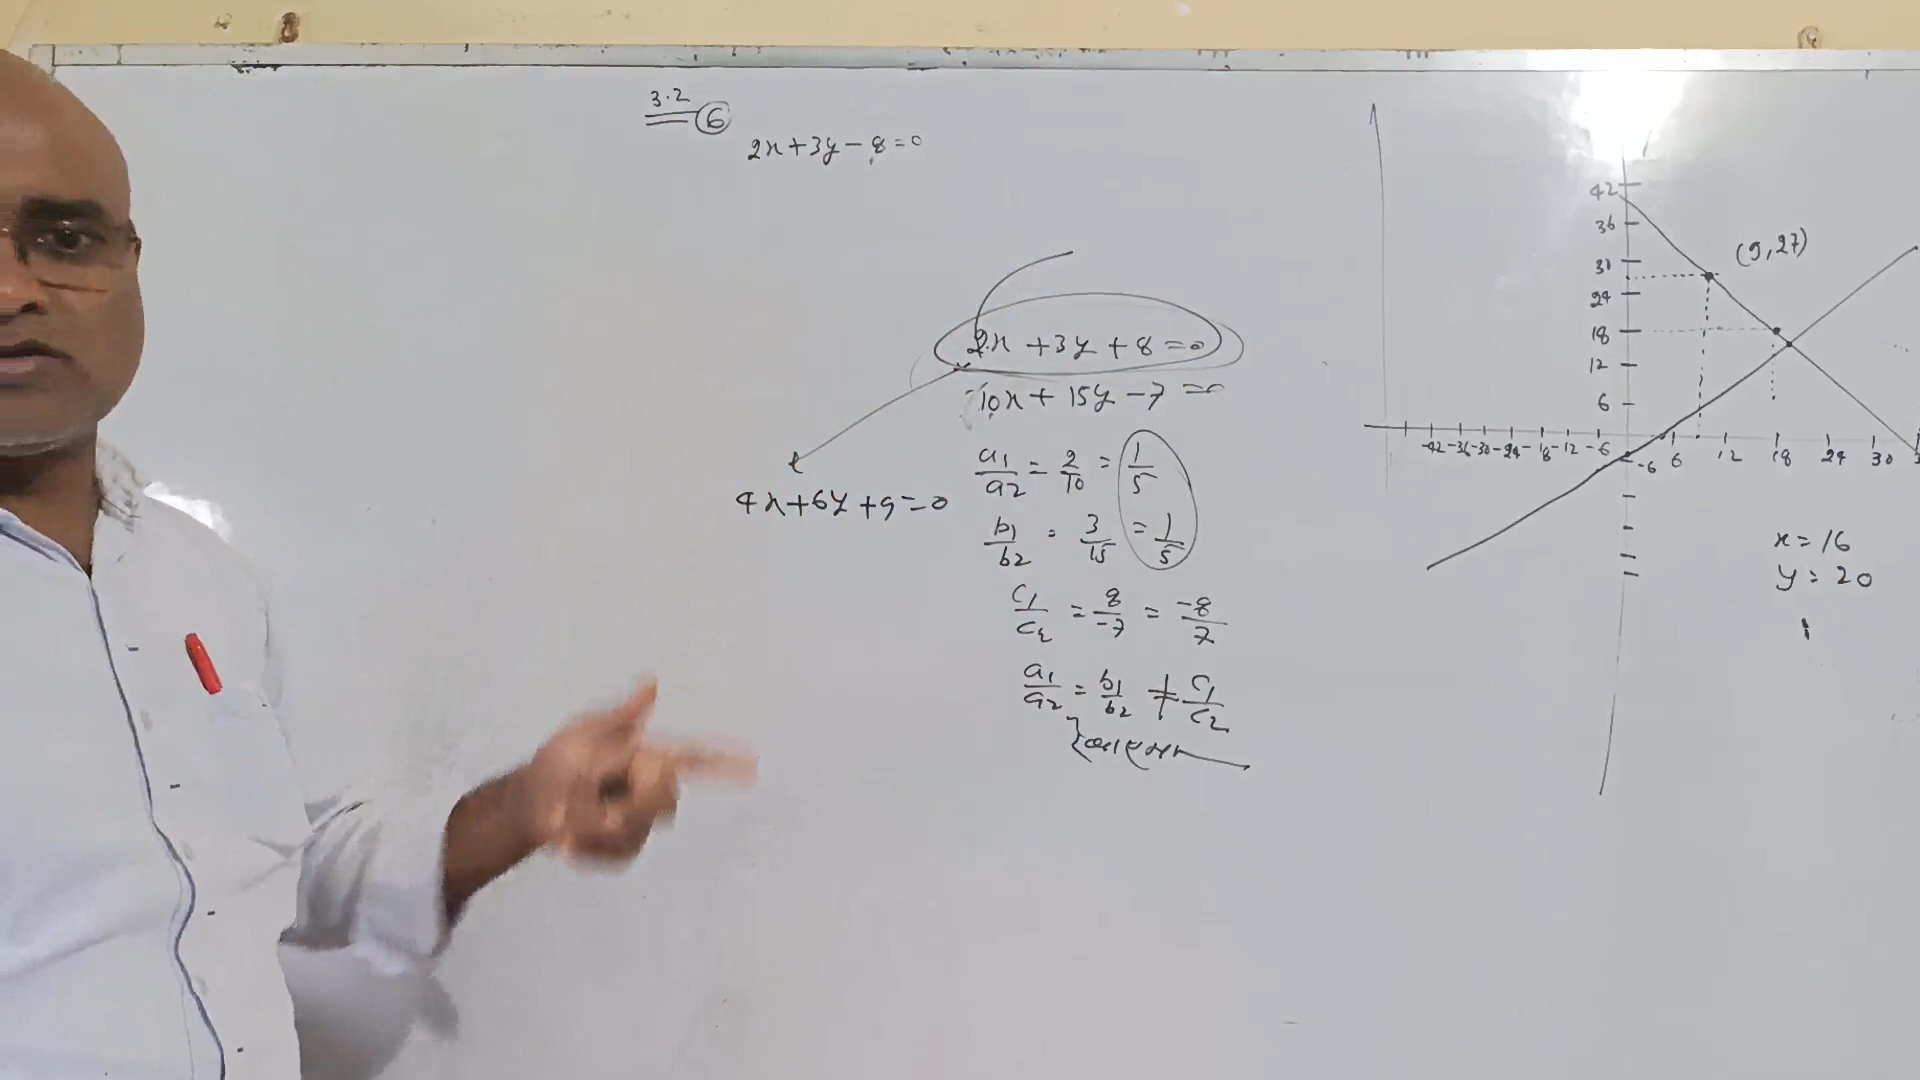 3.2 6
2x+3y-8=0
2x+3y+8=0
10x+15y-7=0
4x+6y+9=0
a1/a2 = 2/10 = 1/5
b1/b2 = 3/15 = 1/5
c1/c2 = 8/-7 = -8/7
a1/a2 = b1/b2 ≠ c1/c2
42
36
(9,27)
24
18
12
6
-42 -36 -30 -24 -18 -12 -6 -6 6 12 18 24 30
x=16
y=20